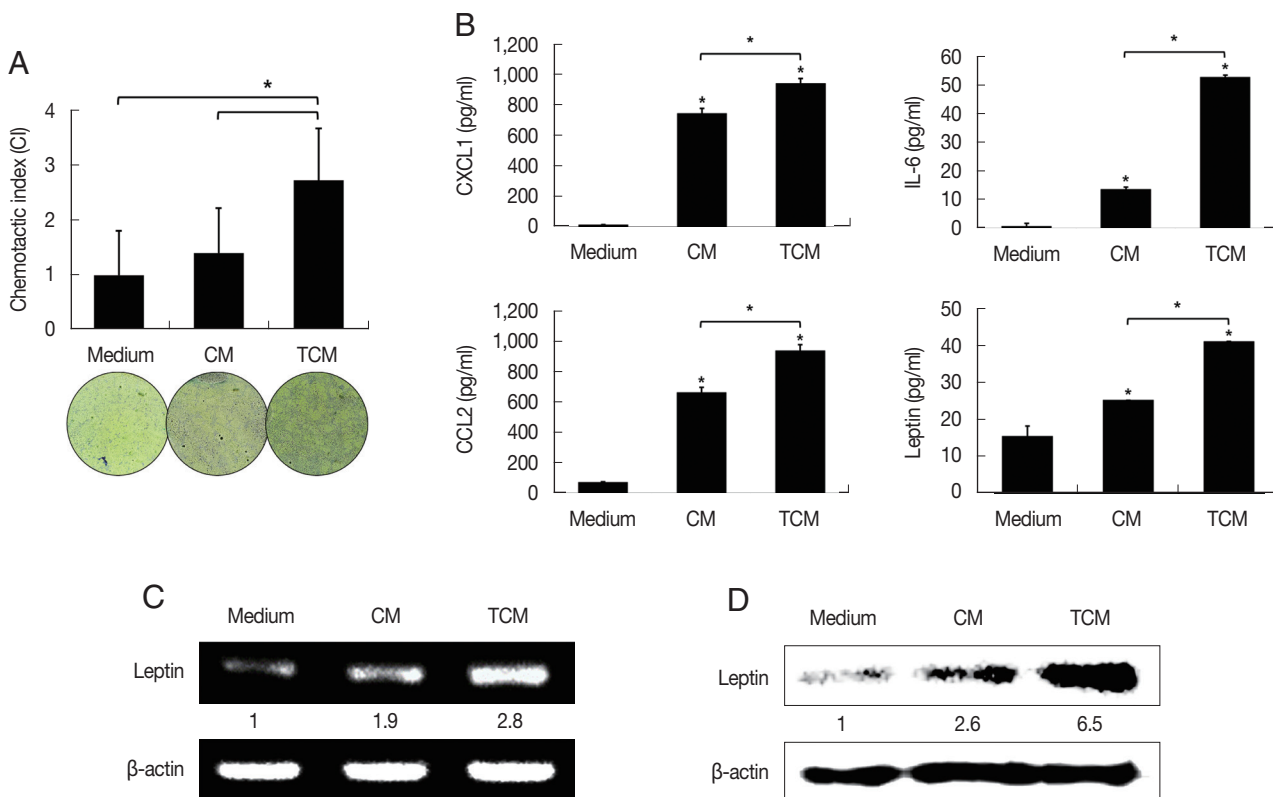 A
*
Chemotactic index (CI)
4
3
2
1
0
Medium CM TCM
B
CXCL1 (pg/ml)
1,200
1,000
800
600
400
200
0
*
*
*
Medium CM TCM
IL-6 (pg/ml)
60
50
40
30
20
10
0
*
*
*
Medium CM TCM
CCL2 (pg/ml)
1,200
1,000
800
600
400
200
0
*
*
*
Medium CM TCM
Leptin (pg/ml)
50
40
30
20
10
0
*
*
*
Medium CM TCM
C
Medium CM TCM
Leptin
1 1.9 2.8
β-actin
D
Medium CM TCM
Leptin
1 2.6 6.5
β-actin